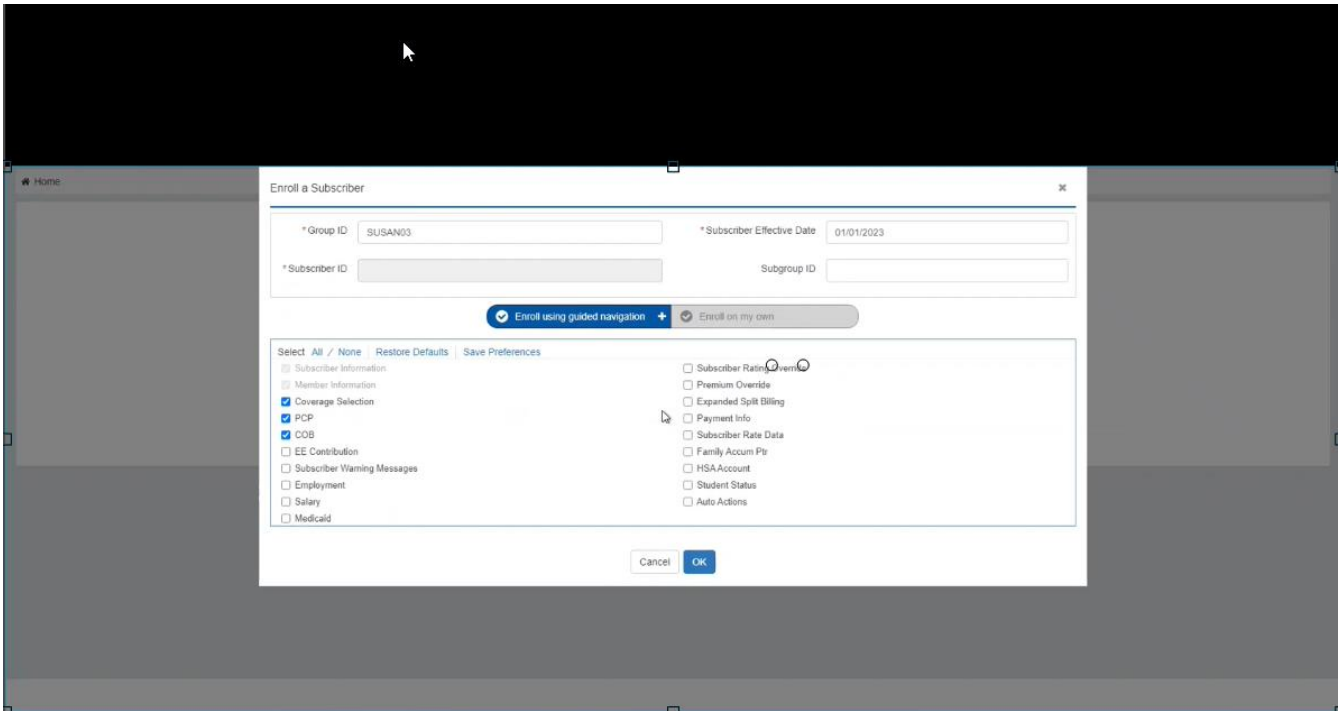 Home
Enroll a Subscriber
* Group ID SUSAN03 * Subscriber Effective Date 01/01/2023
* Subscriber ID Subgroup ID
Enroll using guided navigation + Enroll on my own
Select All / None Restore Defaults Save Preferences
Subscriber Information Subscriber Rating Override
Member Information Premium Override
Coverage Selection Expanded Split Billing
PCP Payment Info
COB Subscriber Rate Data
EE Contribution Family Accum Ptr
Subscriber Warning Messages HSA Account
Employment Student Status
Salary Auto Actions
Medicaid
Cancel OK